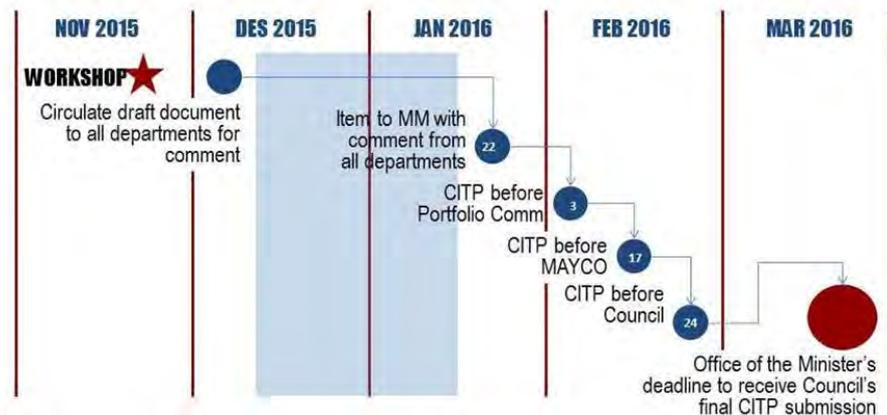 NOV 2015
DES 2015
JAN 2016
FEB 2016
MAR 2016
WORKSHOP
Circulate draft document
to all departments for
comment
Item to MM with
comment from
all departments
22
CITP before
Portfolio Comm
3
CITP before
MAYCO
17
CITP before
Council
24
Office of the Minister's
deadline to receive Council's
final CITP submission